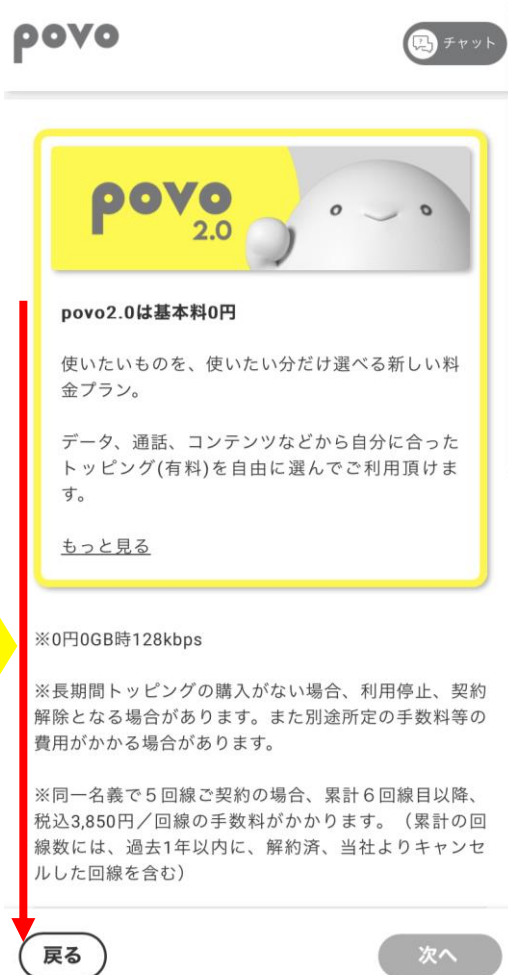 povo
チャット
povo
2.0
povo2.0は基本料0円
使いたいものを、使いたい分だけ選べる新しい料
金プラン。
データ、通話、コンテンツなどから自分に合った
トッピング(有料)を自由に選んでご利用頂けま
す。
もっと見る
※0円0GB時128kbps
※長期間トッピングの購入がない場合、利用停止、契約
解除となる場合があります。また別途所定の手数料等の
費用がかかる場合があります。
※同一名義で５回線ご契約の場合、累計６回線目以降、
税込3,850円／回線の手数料がかかります。（累計の回
線数には、過去1年以内に、解約済、当社よりキャンセ
ルした回線を含む）
戻る
次へ